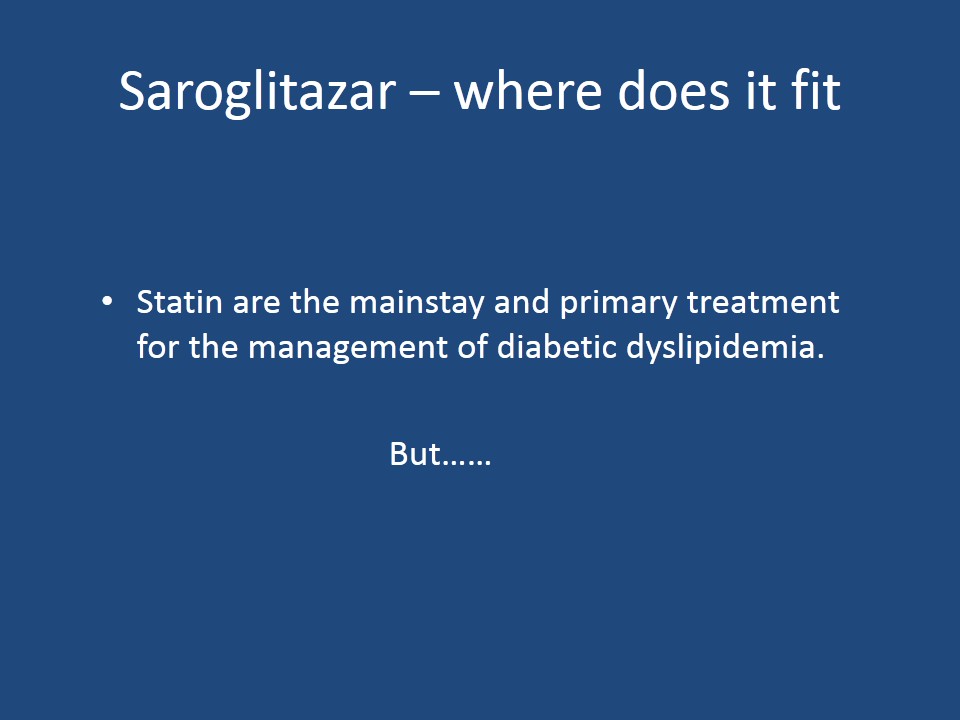 Saroglitazar – where does it fit
• Statin are the mainstay and primary treatment
for the management of diabetic dyslipidemia.
But……